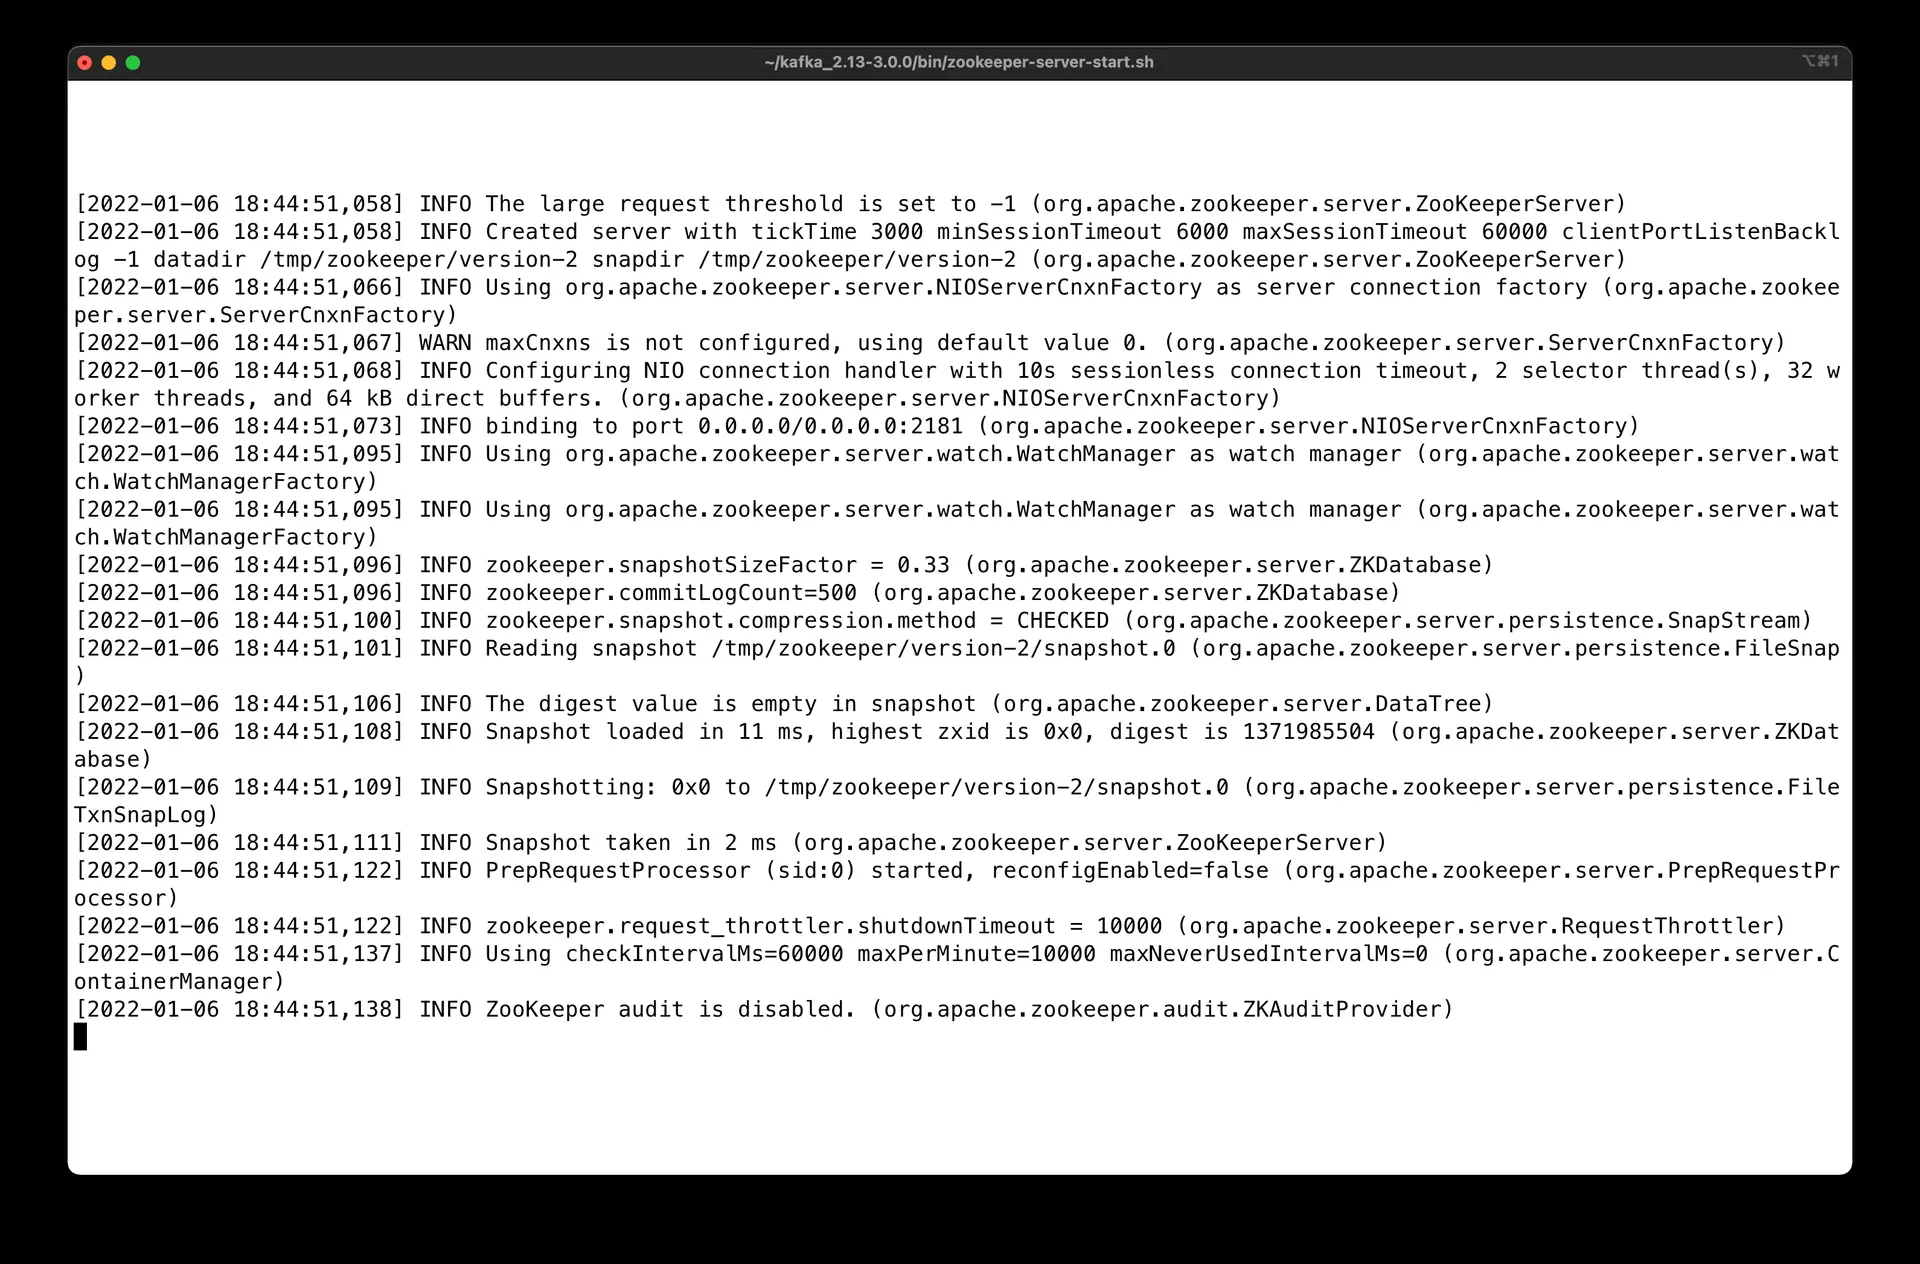 ~/kafka_2.13-3.0.0/bin/zookeeper-server-start.sh
⌥⌘1
[2022-01-06 18:44:51,058] INFO The large request threshold is set to -1 (org.apache.zookeeper.server.ZooKeeperServer)
[2022-01-06 18:44:51,058] INFO Created server with tickTime 3000 minSessionTimeout 6000 maxSessionTimeout 60000 clientPortListenBackl
og -1 datadir /tmp/zookeeper/version-2 snapdir /tmp/zookeeper/version-2 (org.apache.zookeeper.server.ZooKeeperServer)
[2022-01-06 18:44:51,066] INFO Using org.apache.zookeeper.server.NIOServerCnxnFactory as server connection factory (org.apache.zookee
per.server.ServerCnxnFactory)
[2022-01-06 18:44:51,067] WARN maxCnxns is not configured, using default value 0. (org.apache.zookeeper.server.ServerCnxnFactory)
[2022-01-06 18:44:51,068] INFO Configuring NIO connection handler with 10s sessionless connection timeout, 2 selector thread(s), 32 w
orker threads, and 64 kB direct buffers. (org.apache.zookeeper.server.NIOServerCnxnFactory)
[2022-01-06 18:44:51,073] INFO binding to port 0.0.0.0/0.0.0.0:2181 (org.apache.zookeeper.server.NIOServerCnxnFactory)
[2022-01-06 18:44:51,095] INFO Using org.apache.zookeeper.server.watch.WatchManager as watch manager (org.apache.zookeeper.server.wat
ch.WatchManagerFactory)
[2022-01-06 18:44:51,095] INFO Using org.apache.zookeeper.server.watch.WatchManager as watch manager (org.apache.zookeeper.server.wat
ch.WatchManagerFactory)
[2022-01-06 18:44:51,096] INFO zookeeper.snapshotSizeFactor = 0.33 (org.apache.zookeeper.server.ZKDatabase)
[2022-01-06 18:44:51,096] INFO zookeeper.commitLogCount=500 (org.apache.zookeeper.server.ZKDatabase)
[2022-01-06 18:44:51,100] INFO zookeeper.snapshot.compression.method = CHECKED (org.apache.zookeeper.server.persistence.SnapStream)
[2022-01-06 18:44:51,101] INFO Reading snapshot /tmp/zookeeper/version-2/snapshot.0 (org.apache.zookeeper.server.persistence.FileSnap
)
[2022-01-06 18:44:51,106] INFO The digest value is empty in snapshot (org.apache.zookeeper.server.DataTree)
[2022-01-06 18:44:51,108] INFO Snapshot loaded in 11 ms, highest zxid is 0x0, digest is 1371985504 (org.apache.zookeeper.server.ZKDat
abase)
[2022-01-06 18:44:51,109] INFO Snapshotting: 0x0 to /tmp/zookeeper/version-2/snapshot.0 (org.apache.zookeeper.server.persistence.File
TxnSnapLog)
[2022-01-06 18:44:51,111] INFO Snapshot taken in 2 ms (org.apache.zookeeper.server.ZooKeeperServer)
[2022-01-06 18:44:51,122] INFO PrepRequestProcessor (sid:0) started, reconfigEnabled=false (org.apache.zookeeper.server.PrepRequestPr
ocessor)
[2022-01-06 18:44:51,122] INFO zookeeper.request_throttler.shutdownTimeout = 10000 (org.apache.zookeeper.server.RequestThrottler)
[2022-01-06 18:44:51,137] INFO Using checkIntervalMs=60000 maxPerMinute=10000 maxNeverUsedIntervalMs=0 (org.apache.zookeeper.server.C
ontainerManager)
[2022-01-06 18:44:51,138] INFO ZooKeeper audit is disabled. (org.apache.zookeeper.audit.ZKAuditProvider)